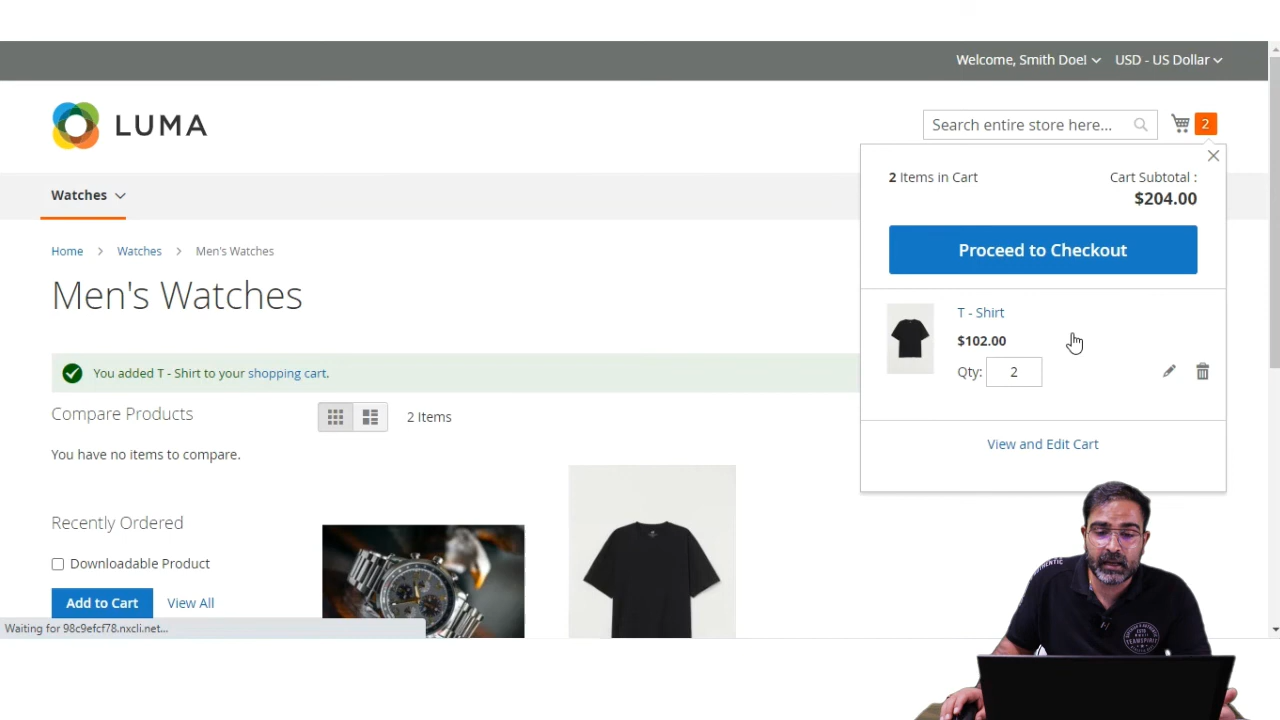 Welcome, Smith Doe!
USD - US Dollar
LUMA
Search entire store here...
2
Watches
2 Items in Cart
Cart Subtotal :
$204.00
Proceed to Checkout
Home > Watches > Men's Watches
Men's Watches
T - Shirt
$102.00
Qty: 2
You added T - Shirt to your shopping cart.
Compare Products
2 Items
You have no items to compare.
View and Edit Cart
Recently Ordered
Downloadable Product
Add to Cart
View All
Waiting for 98c9efcf78.nxcli.net...